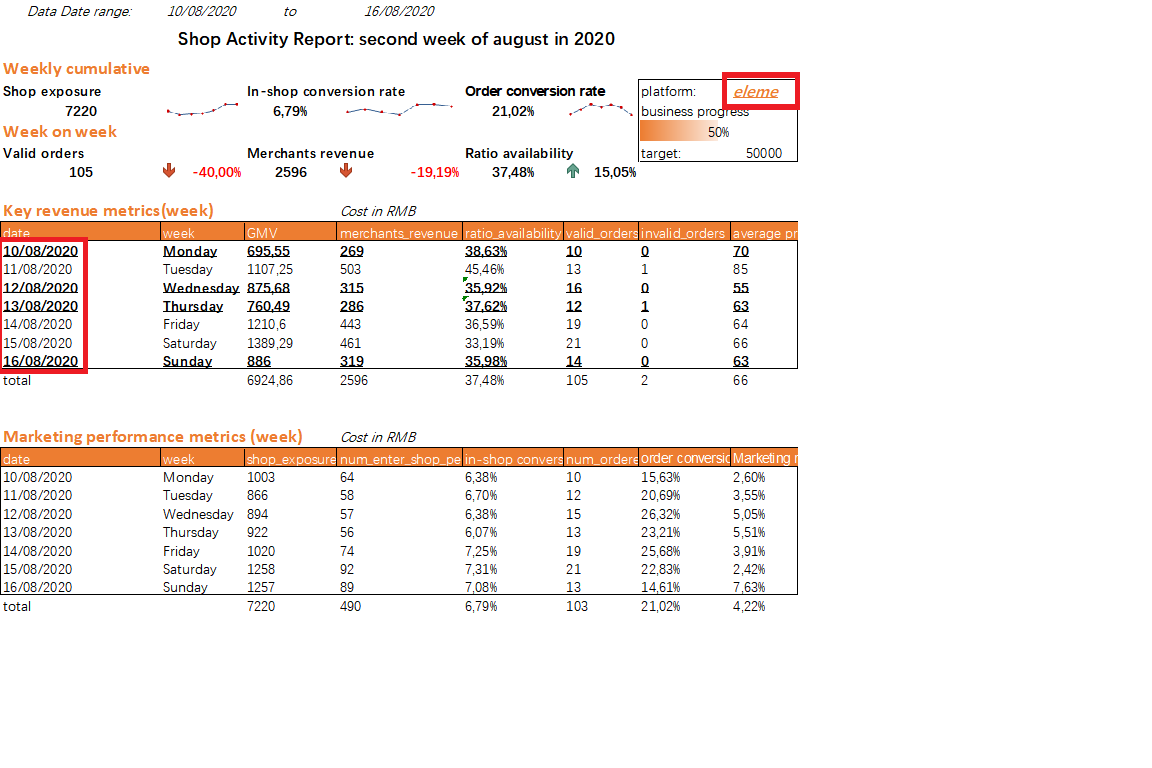 Data Date range: 10/08/2020 to 16/08/2020
Shop Activity Report: second week of august in 2020
Weekly cumulative
Shop exposure In-shop conversion rate Order conversion rate platform: eleme
7220 6,79% 21,02% business progress
Week on week 50%
Valid orders Merchants revenue Ratio availability target: 50000
105 -40,00% 2596 -19,19% 37,48% 15,05%
Key revenue metrics(week) Cost in RMB
date week GMV merchants_revenue ratio_availability valid_orders invalid_orders average pr
10/08/2020 Monday 695,55 269 38,63% 10 0 70
11/08/2020 Tuesday 1107,25 503 45,46% 13 1 85
12/08/2020 Wednesday 875,68 315 35,92% 16 0 55
13/08/2020 Thursday 760,49 286 37,62% 12 1 63
14/08/2020 Friday 1210,6 443 36,59% 19 0 64
15/08/2020 Saturday 1389,29 461 33,19% 21 0 66
16/08/2020 Sunday 886 319 35,98% 14 0 63
total 6924,86 2596 37,48% 105 2 66
Marketing performance metrics (week) Cost in RMB
date week shop_exposure num_enter_shop_pe in-shop convers num_ordere order conversic Marketing r
10/08/2020 Monday 1003 64 6,38% 10 15,63% 2,60%
11/08/2020 Tuesday 866 58 6,70% 12 20,69% 3,55%
12/08/2020 Wednesday 894 57 6,38% 15 26,32% 5,05%
13/08/2020 Thursday 922 56 6,07% 13 23,21% 5,51%
14/08/2020 Friday 1020 74 7,25% 19 25,68% 3,91%
15/08/2020 Saturday 1258 92 7,31% 21 22,83% 2,42%
16/08/2020 Sunday 1257 89 7,08% 13 14,61% 7,63%
total 7220 490 6,79% 103 21,02% 4,22%